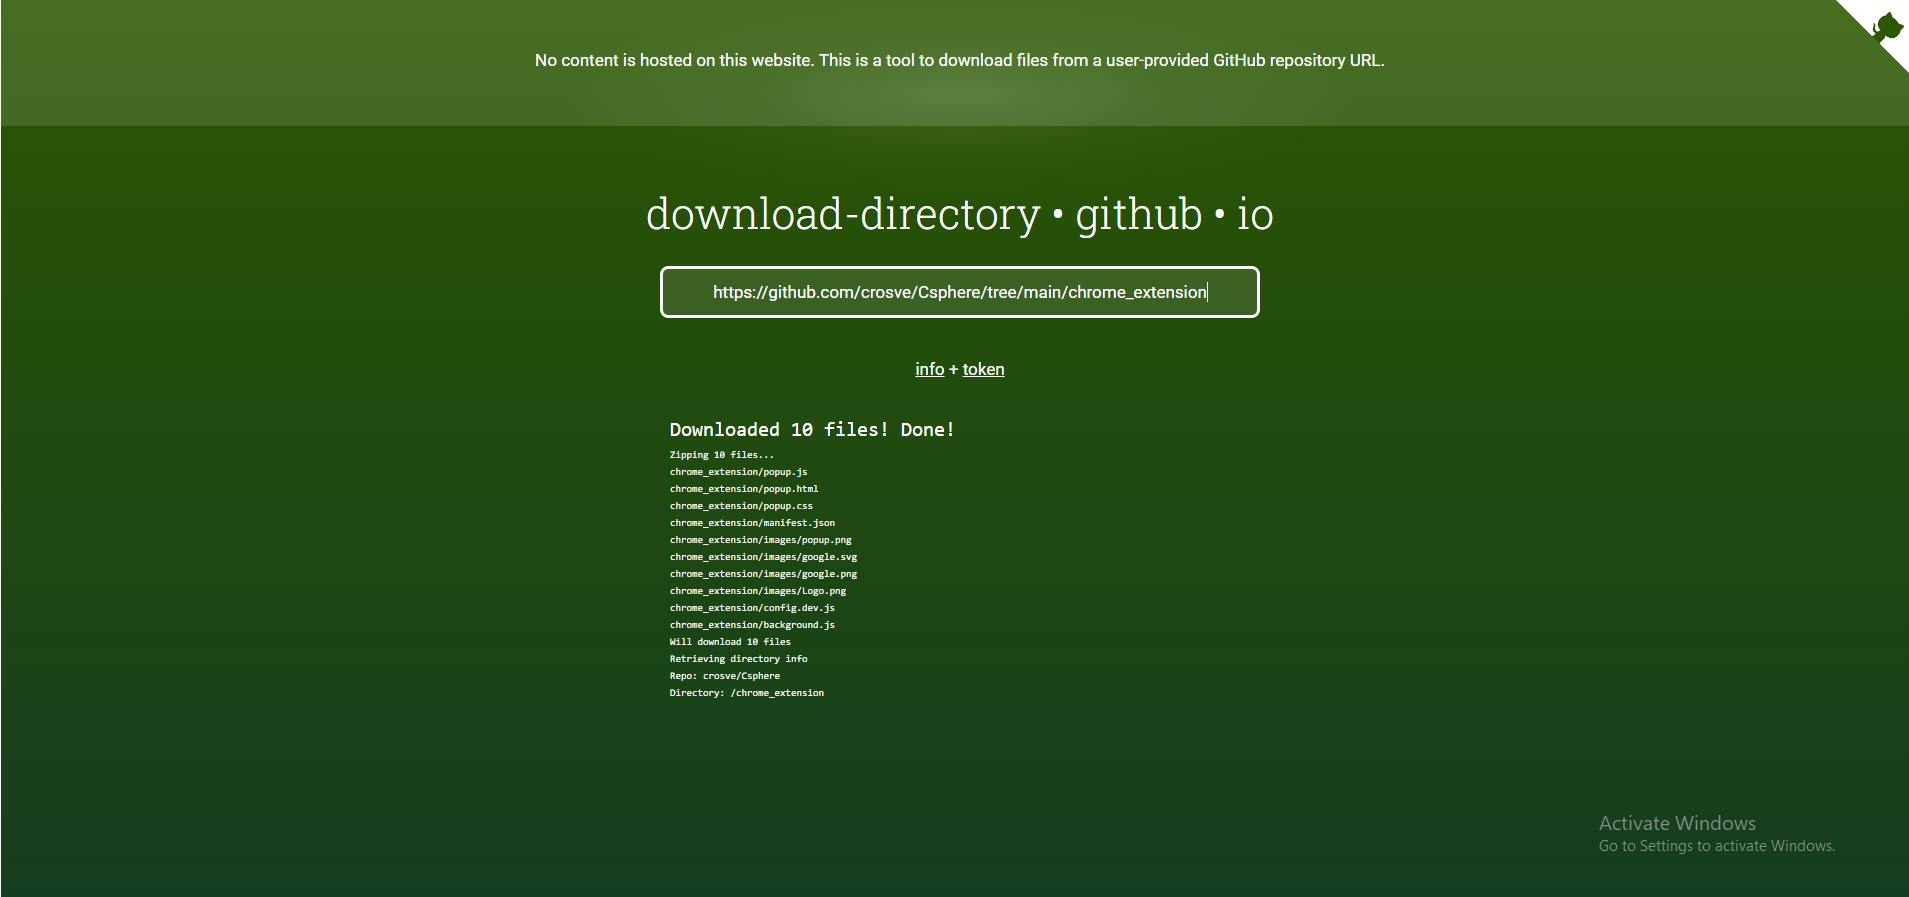 No content is hosted on this website. This is a tool to download files from a user-provided GitHub repository URL.
download-directory • github • io
https://github.com/crosve/Csphere/tree/main/chrome_extension
info + token
Downloaded 10 files! Done!
Zipping 10 files...
chrome_extension/popup.js
chrome_extension/popup.html
chrome_extension/popup.css
chrome_extension/manifest.json
chrome_extension/images/popup.png
chrome_extension/images/google.svg
chrome_extension/images/google.png
chrome_extension/images/Logo.png
chrome_extension/config.dev.js
chrome_extension/background.js
Will download 10 files
Retrieving directory info
Repo: crosve/Csphere
Directory: /chrome_extension
Activate Windows
Go to Settings to activate Windows.